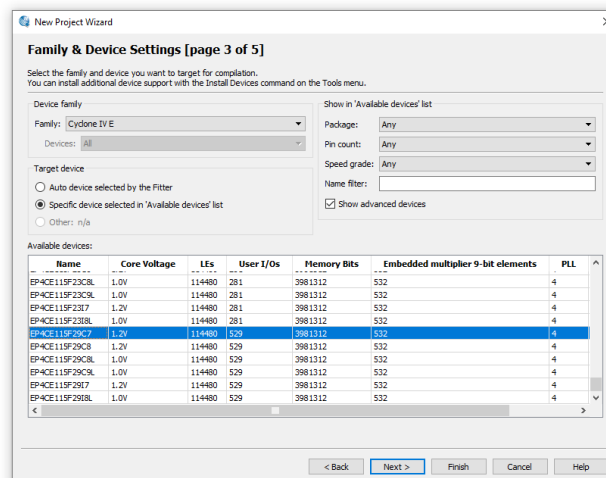 New Project Wizard
Family & Device Settings [page 3 of 5]
Select the family and device you want to target for compilation.
You can install additional device support with the Install Devices command on the Tools menu.
Device family
Family: Cyclone IV E
Devices: All
Target device
Auto device selected by the Fitter
Specific device selected in 'Available devices' list
Other: n/a
Show in 'Available devices' list
Package: Any
Pin count: Any
Speed grade: Any
Name filter:
Show advanced devices
Available devices:
Name Core Voltage LEs User I/Os Memory Bits Embedded multiplier 9-bit elements PLL
EP4CE115F23C8L 1.0V 114480 281 3981312 532 4
EP4CE115F23C9L 1.0V 114480 281 3981312 532 4
EP4CE115F23I7 1.2V 114480 281 3981312 532 4
EP4CE115F23I8L 1.0V 114480 281 3981312 532 4
EP4CE115F29C7 1.2V 114480 529 3981312 532 4
EP4CE115F29C8 1.2V 114480 529 3981312 532 4
EP4CE115F29C8L 1.0V 114480 529 3981312 532 4
EP4CE115F29C9L 1.0V 114480 529 3981312 532 4
EP4CE115F29I7 1.2V 114480 529 3981312 532 4
EP4CE115F29I8L 1.0V 114480 529 3981312 532 4
< Back Next > Finish Cancel Help